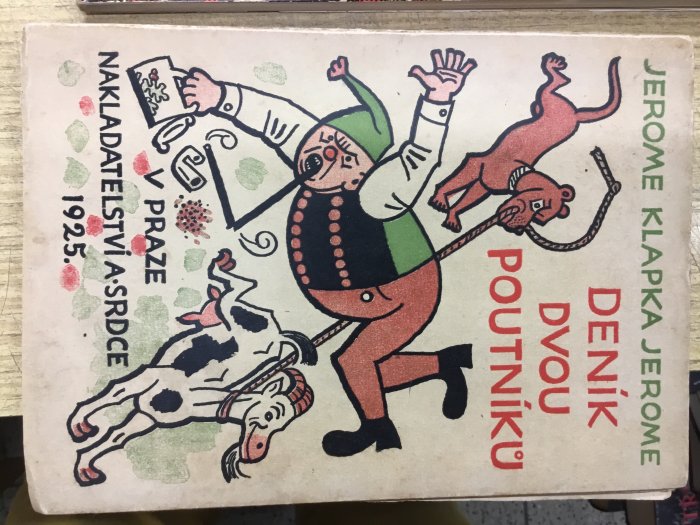 JEROME KLAPKA JEROME
DENÍK
DVOU
POUTNÍKŮ
V PRAZE
NAKLADATELSTVÍ A·SRDCE
1925.